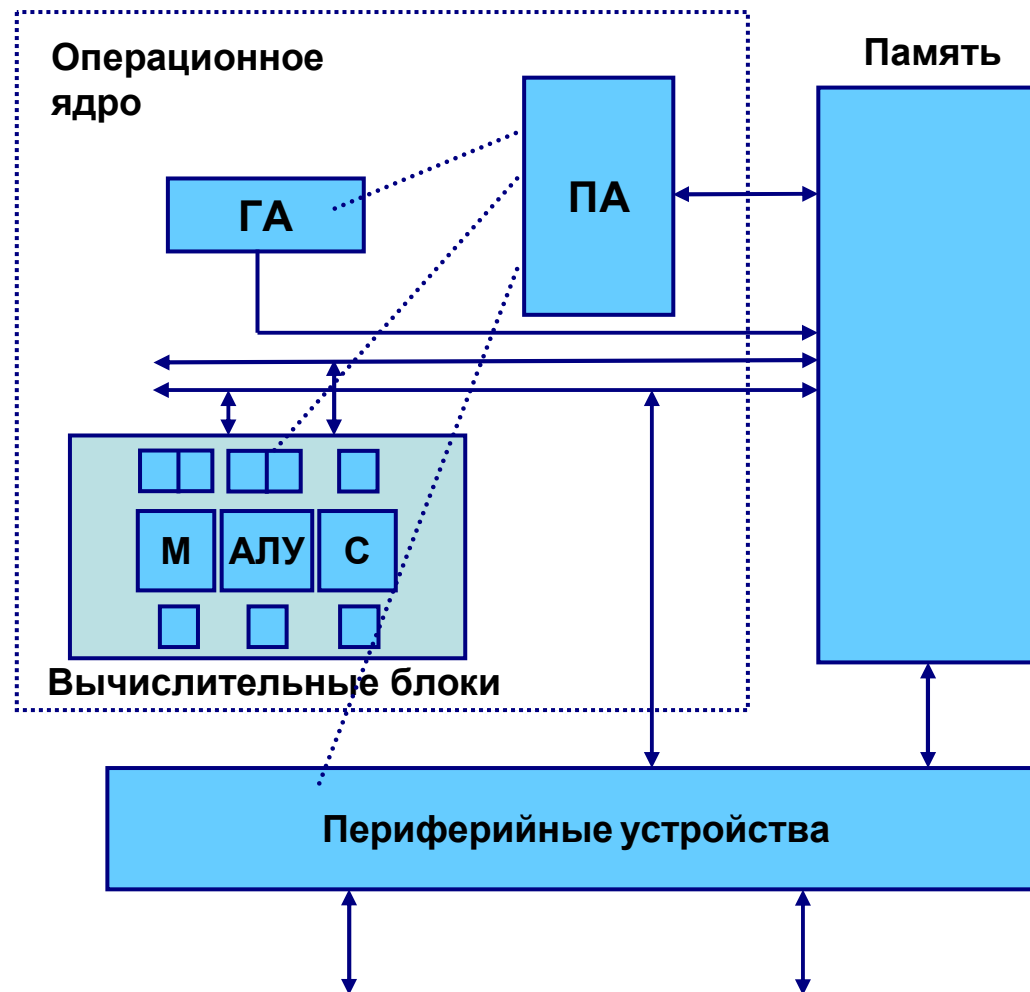 Операционное
ядро
Память
ПА
ГА
М
АЛУ
С
Вычислительные блоки
Периферийные устройства